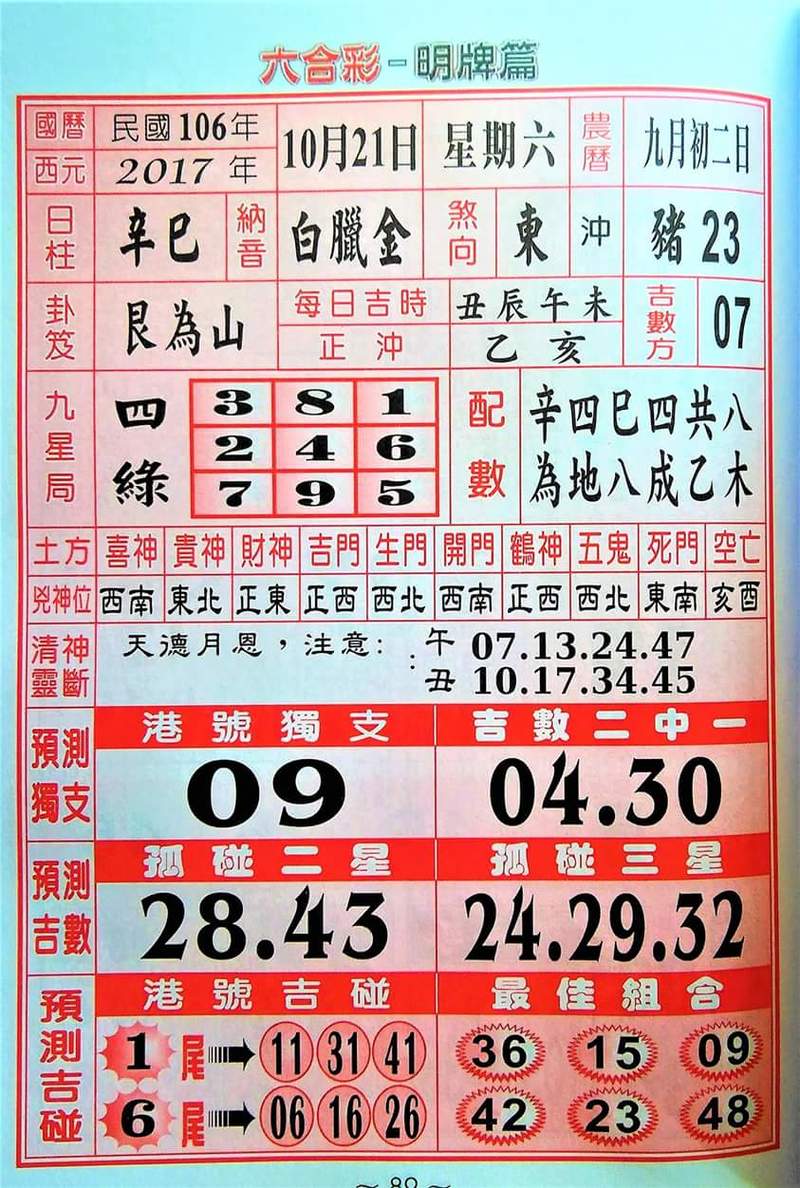 六合彩-明牌篇
國曆 民國106年 10月21日 星期六 農曆 九月初二日
西元 2017年
日柱 辛巳 納音 白臘金 煞向 東 沖 豬23
卦笈 艮為山 每日吉時 丑辰午未 吉數方 07
正沖 乙亥
九星局 四綠 配數 辛四巳四共八
為地八成乙木
3 8 1
2 4 6
7 9 5
土方 喜神 貴神 財神 吉門 生門 開門 鶴神 五鬼 死門 空亡
兇神位 西南 東北 正東 正西 西北 西南 正西 西北 東南 亥酉
清神靈斷 天德月恩，注意: : 午 07.13.24.47
丑 10.17.34.45
預測獨支 港號獨支 吉數二中一
09 04.30
預測吉數 孤碰二星 孤碰三星
28.43 24.29.32
預測吉碰 港號吉碰 最佳組合
1尾 11 31 41 36 15 09
6尾 06 16 26 42 23 48
~ 89 ~